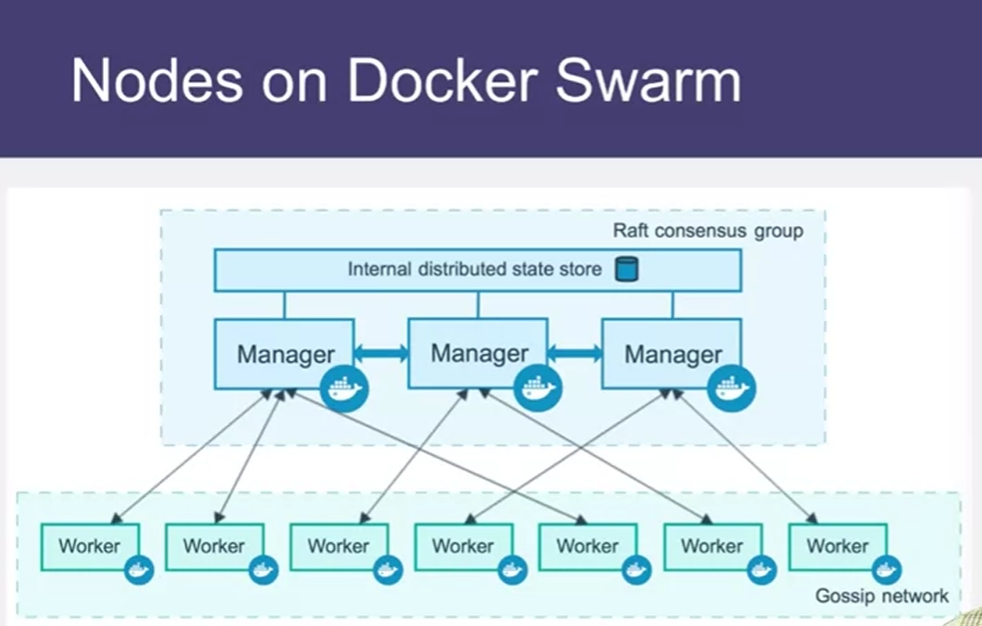 Nodes on Docker Swarm
Raft consensus group
Internal distributed state store
Manager
Manager
Manager
Worker
Worker
Worker
Worker
Worker
Worker
Worker
Gossip network